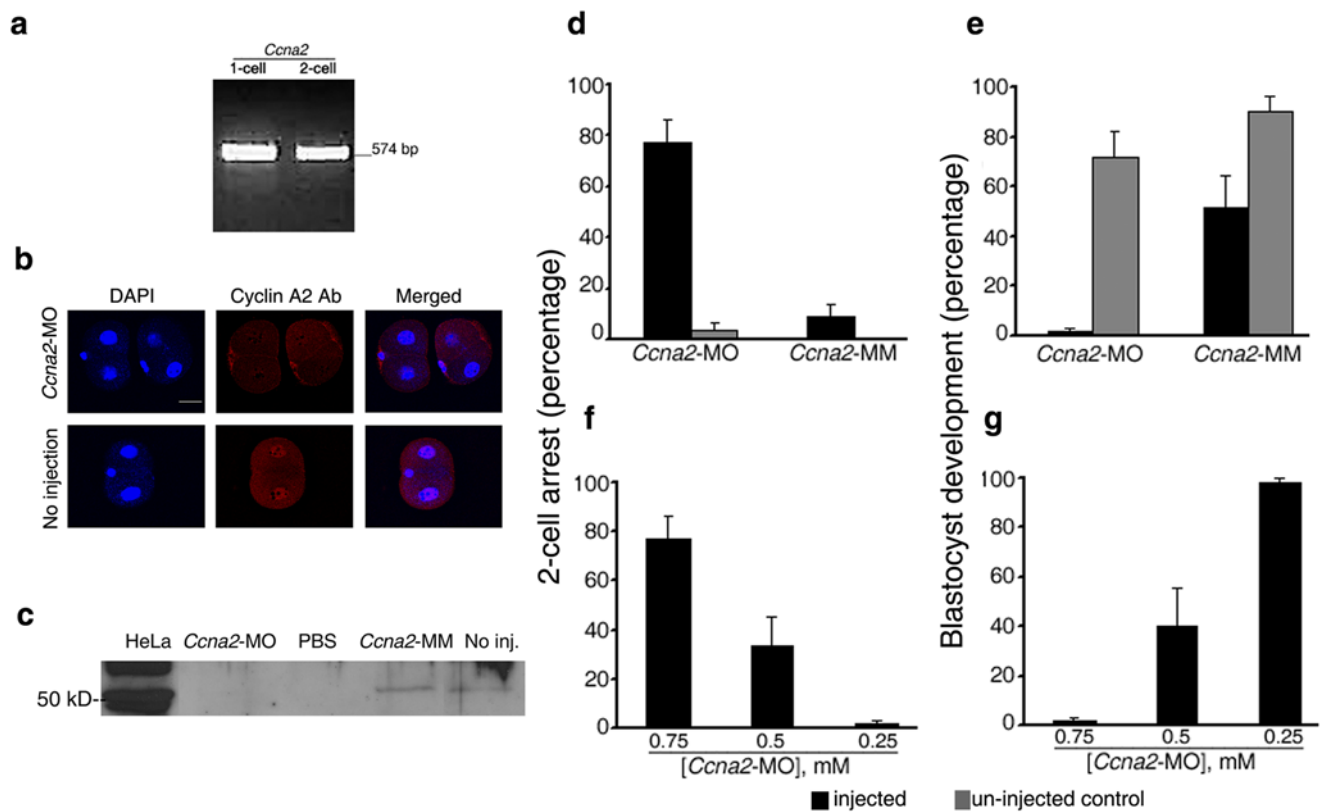 a
Ccna2
1-cell 2-cell
574 bp
b
DAPI Cyclin A2 Ab Merged
Ccna2-MO
No injection
c
HeLa Ccna2-MO PBS Ccna2-MM No inj.
50 kD-
d
2-cell arrest (percentage)
100
80
60
40
20
0
Ccna2-MO Ccna2-MM
e
Blastocyst development (percentage)
100
80
60
40
20
0
Ccna2-MO Ccna2-MM
f
100
80
60
40
20
0
0.75 0.5 0.25
[Ccna2-MO], mM
g
100
80
60
40
20
0
0.75 0.5 0.25
[Ccna2-MO], mM
injected un-injected control